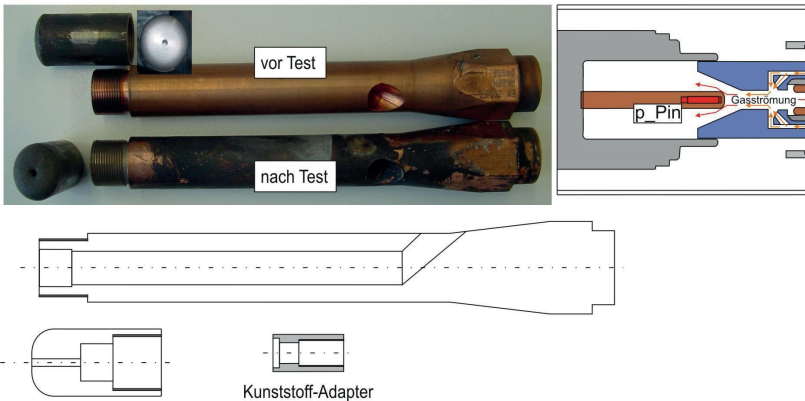 vor Test
nach Test
Gasströmung
p_Pin
Kunststoff-Adapter